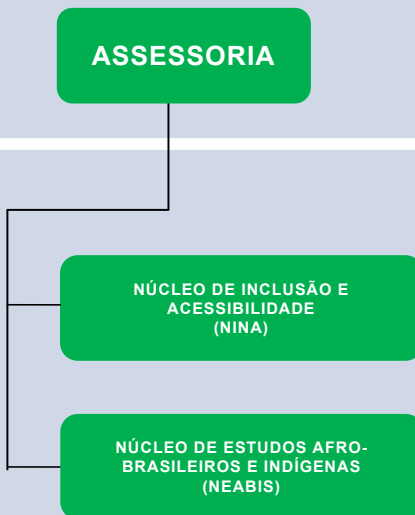 ASSESSORIA
NÚCLEO DE INCLUSÃO E
ACESSIBILIDADE
(NINA)
NÚCLEO DE ESTUDOS AFRO-
BRASILEIROS E INDÍGENAS
(NEABIS)